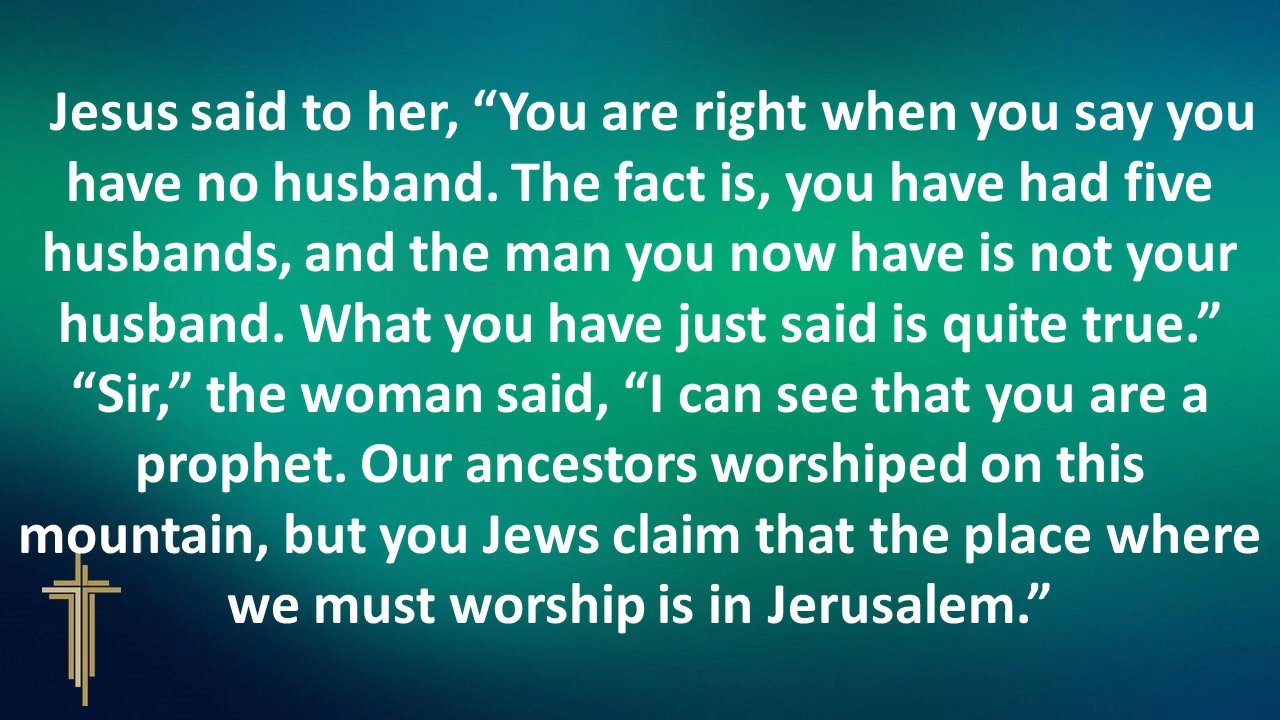 Jesus said to her, “You are right when you say you
have no husband. The fact is, you have had five
husbands, and the man you now have is not your
husband. What you have just said is quite true.”
“Sir,” the woman said, “I can see that you are a
prophet. Our ancestors worshiped on this
mountain, but you Jews claim that the place where
we must worship is in Jerusalem.”